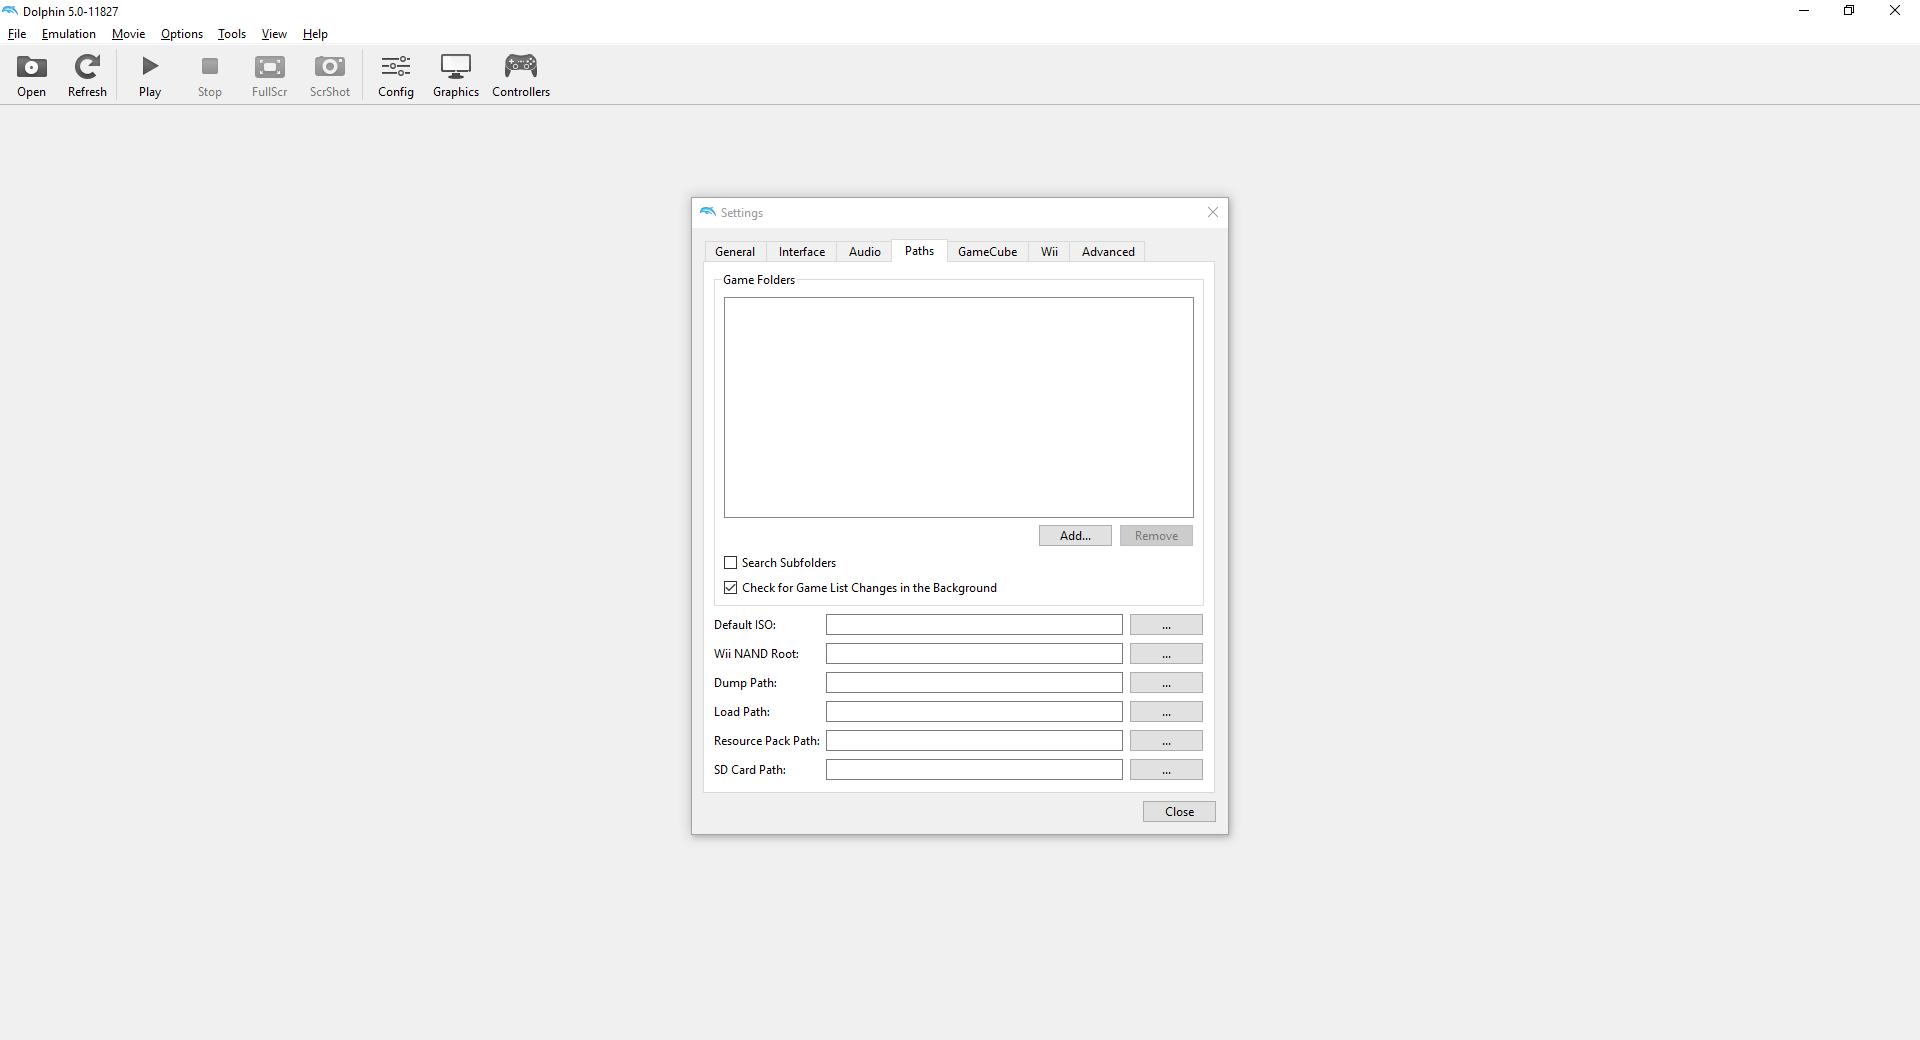 Dolphin 5.0-11827
File Emulation Movie Options Tools View Help
Open Refresh Play Stop FullScr ScrShot Config Graphics Controllers
Settings
General Interface Audio Paths GameCube Wii Advanced
Game Folders
Add... Remove
Search Subfolders
Check for Game List Changes in the Background
Default ISO: ...
Wii NAND Root: ...
Dump Path: ...
Load Path: ...
Resource Pack Path: ...
SD Card Path: ...
Close